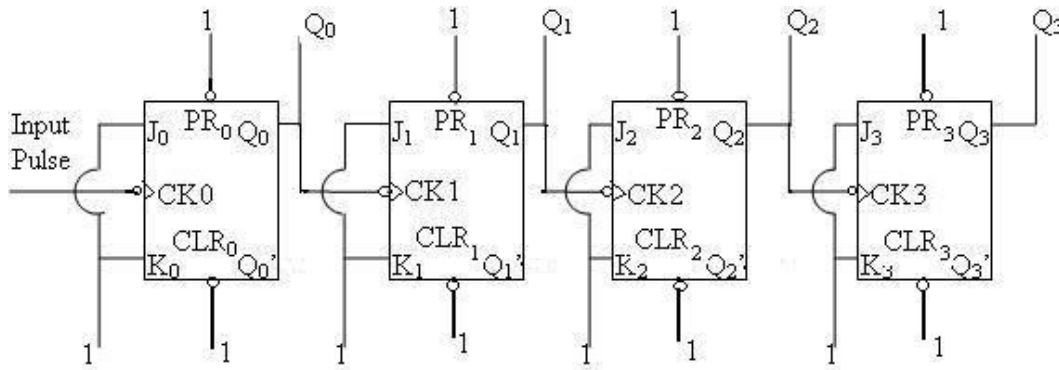 1 Q₀ 1 Q₁ 1 Q₂ 1 Q₃
Input
Pulse
J₀ PR₀ Q₀
CK0
CLR₀
K₀ Q₀'
J₁ PR₁ Q₁
CK1
CLR₁
K₁ Q₁'
J₂ PR₂ Q₂
CK2
CLR₂
K₂ Q₂'
J₃ PR₃ Q₃
CK3
CLR₃
K₃ Q₃'
1 1 1 1 1 1 1 1